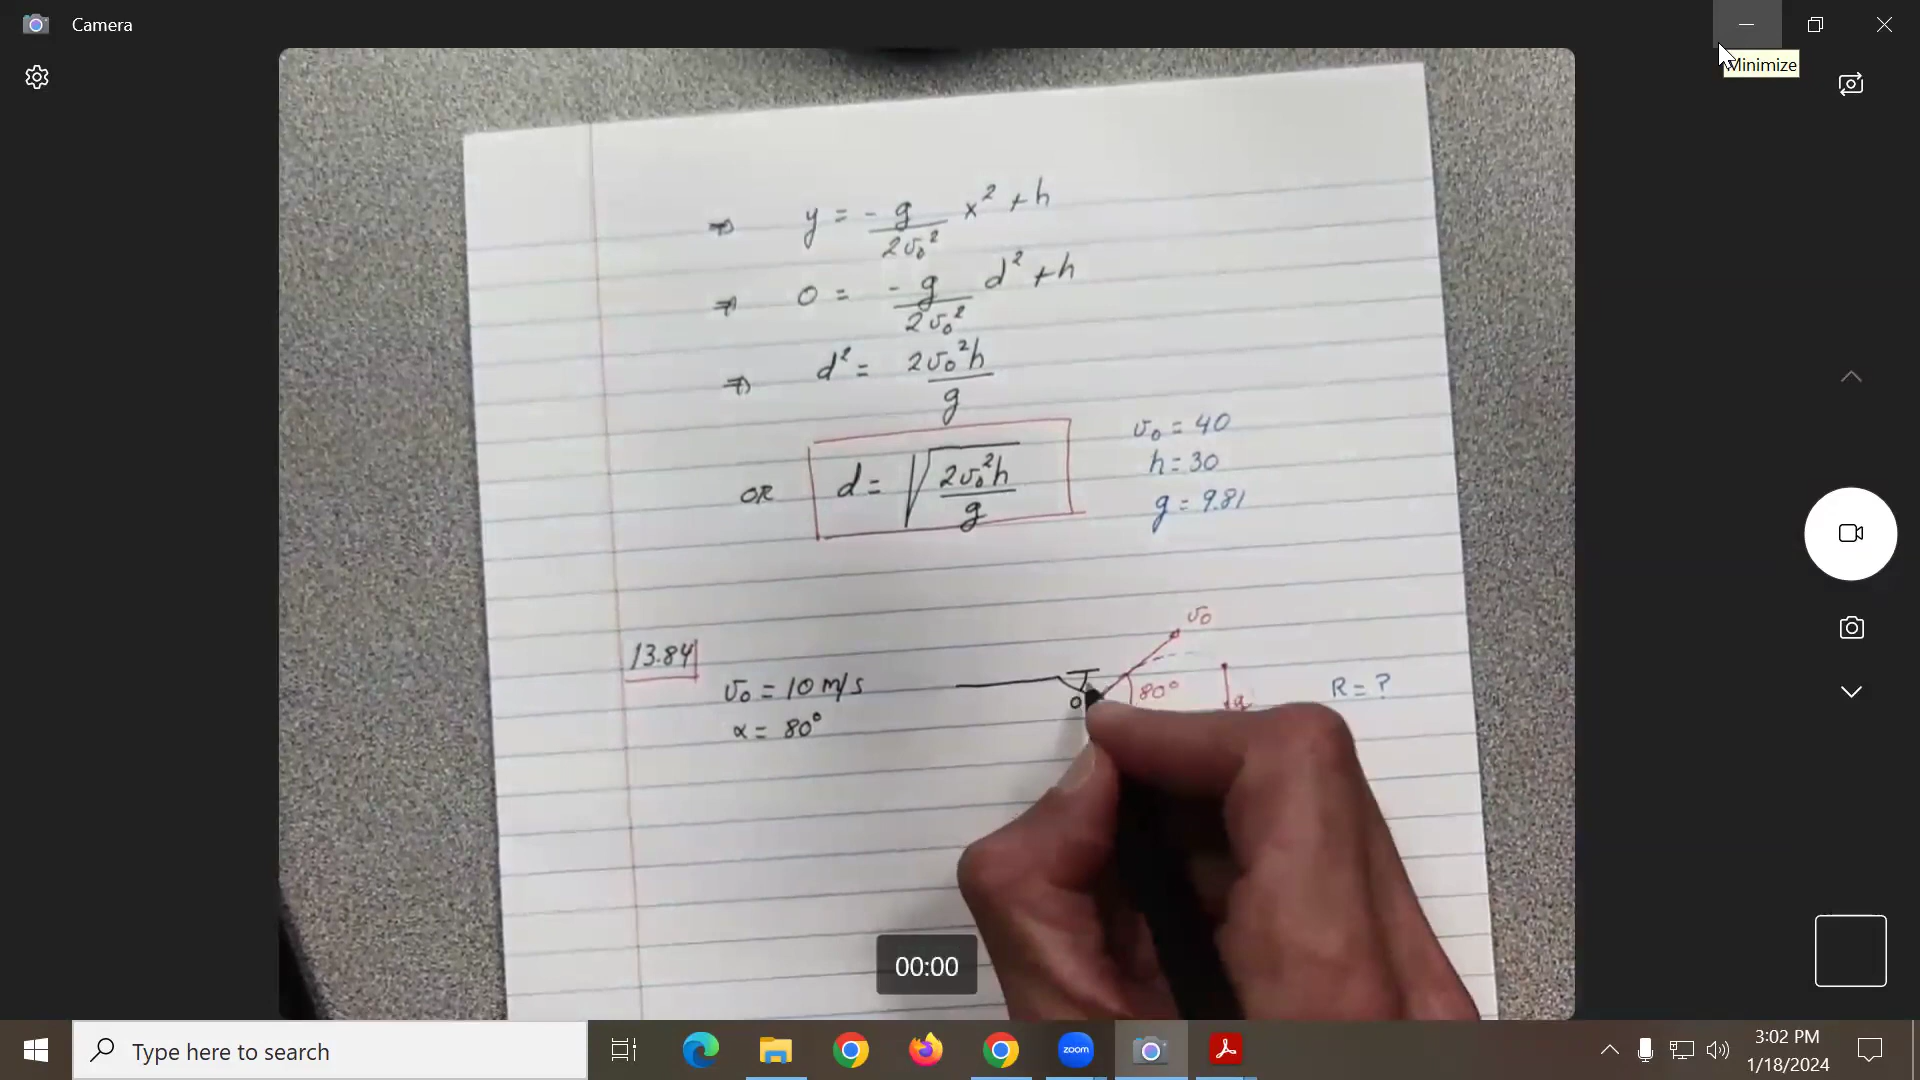 Camera
Minimize
⇒ y = - g/2v₀² x² + h
⇒ 0 = - g/2v₀² d² + h
⇒ d² = 2v₀²h/g
OR d = √(2v₀²h/g)
v₀ = 40
h = 30
g = 9.81
13.84
v₀ = 10 m/s
α = 80°
v₀
80°
O
g
R = ?
00:00
Type here to search
zoom
3:02 PM
1/18/2024